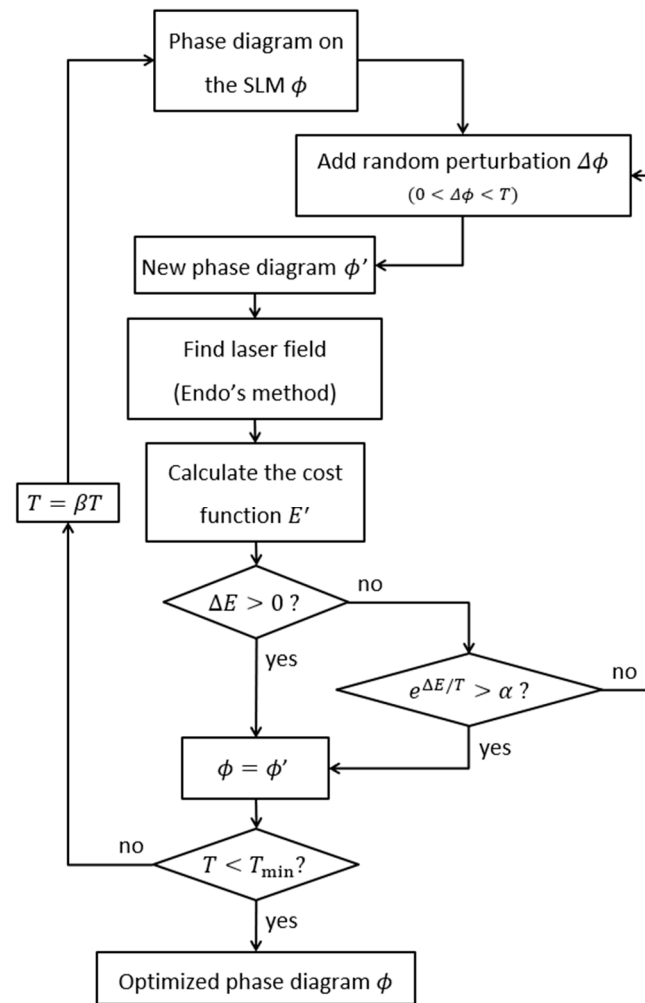 Phase diagram on
the SLM ϕ
Add random perturbation Δϕ
(0 < Δϕ < T)
New phase diagram ϕ’
Find laser field
(Endo’s method)
Calculate the cost
function E′
T = βT
ΔE > 0 ?
no
yes
e^{ΔE/T} > α ?
no
yes
ϕ = ϕ’
T < T_min?
no
yes
Optimized phase diagram ϕ